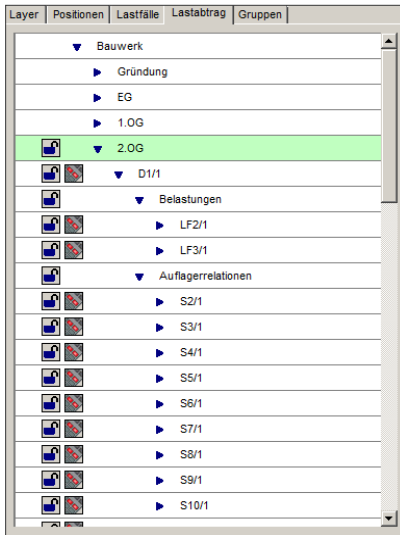 Layer Positionen Lastfälle Lastabtrag Gruppen
Bauwerk
Gründung
EG
1.OG
2.OG
D1/1
Belastungen
LF2/1
LF3/1
Auflagerrelationen
S2/1
S3/1
S4/1
S5/1
S6/1
S7/1
S8/1
S9/1
S10/1